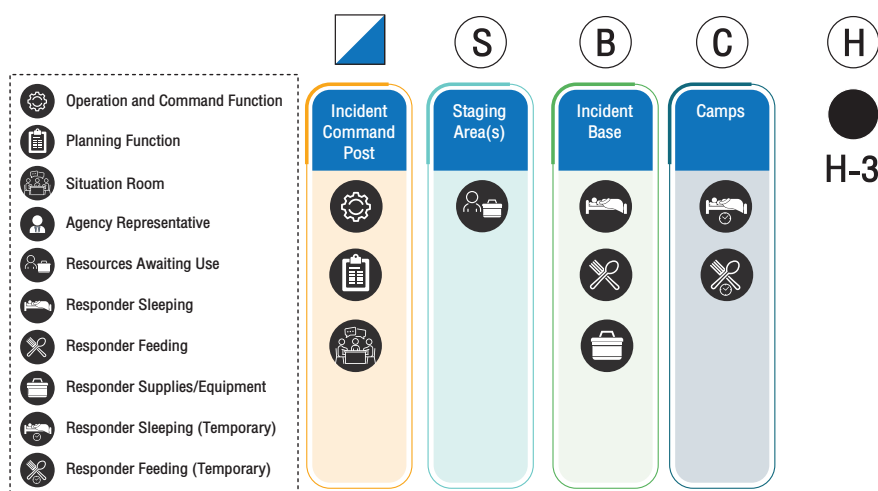 S
B
C
H
Operation and Command Function
Planning Function
Situation Room
Agency Representative
Resources Awaiting Use
Responder Sleeping
Responder Feeding
Responder Supplies/Equipment
Responder Sleeping (Temporary)
Responder Feeding (Temporary)
Incident
Command
Post
Staging
Area(s)
Incident
Base
Camps
H-3